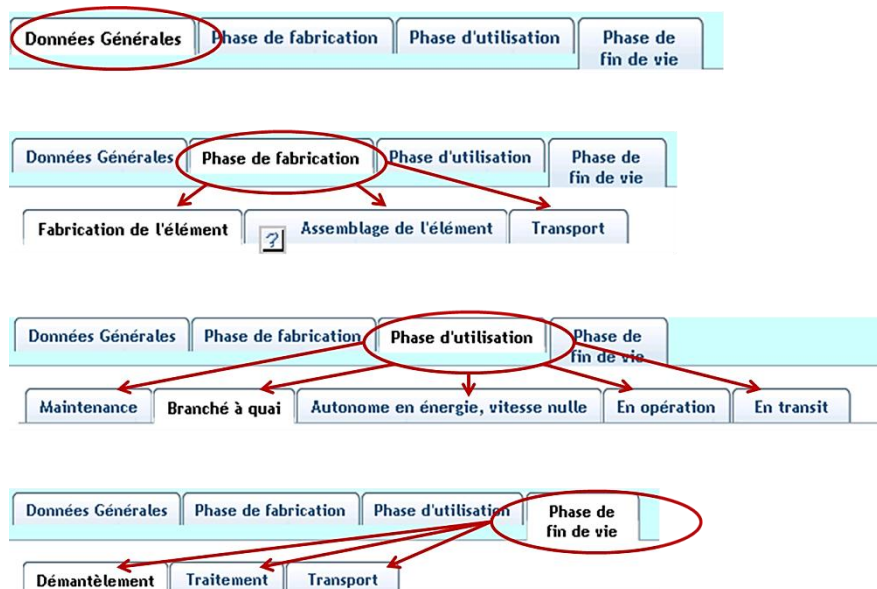 Données Générales Phase de fabrication Phase d'utilisation Phase de
fin de vie
Données Générales Phase de fabrication Phase d'utilisation Phase de
fin de vie
Fabrication de l'élément ? Assemblage de l'élément Transport
Données Générales Phase de fabrication Phase d'utilisation Phase de
fin de vie
Maintenance Branché à quai Autonome en énergie, vitesse nulle En opération En transit
Données Générales Phase de fabrication Phase d'utilisation Phase de
fin de vie
Démantèlement Traitement Transport